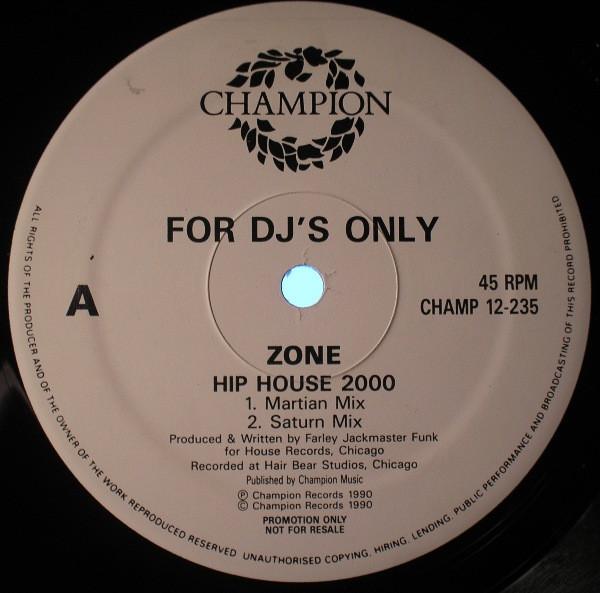 CHAMPION
FOR DJ'S ONLY
A
45 RPM
CHAMP 12-235
ZONE
HIP HOUSE 2000
1. Martian Mix
2. Saturn Mix
Produced & Written by Farley Jackmaster Funk
for House Records, Chicago
Recorded at Hair Bear Studios, Chicago
Published by Champion Music
Ⓟ Champion Records 1990
© Champion Records 1990
PROMOTION ONLY
NOT FOR RESALE
ALL RIGHTS OF THE PRODUCER AND OF THE OWNER OF THE WORK REPRODUCED RESERVED UNAUTHORISED COPYING, HIRING, LENDING, PUBLIC PERFORMANCE AND BROADCASTING OF THIS RECORD PROHIBITED